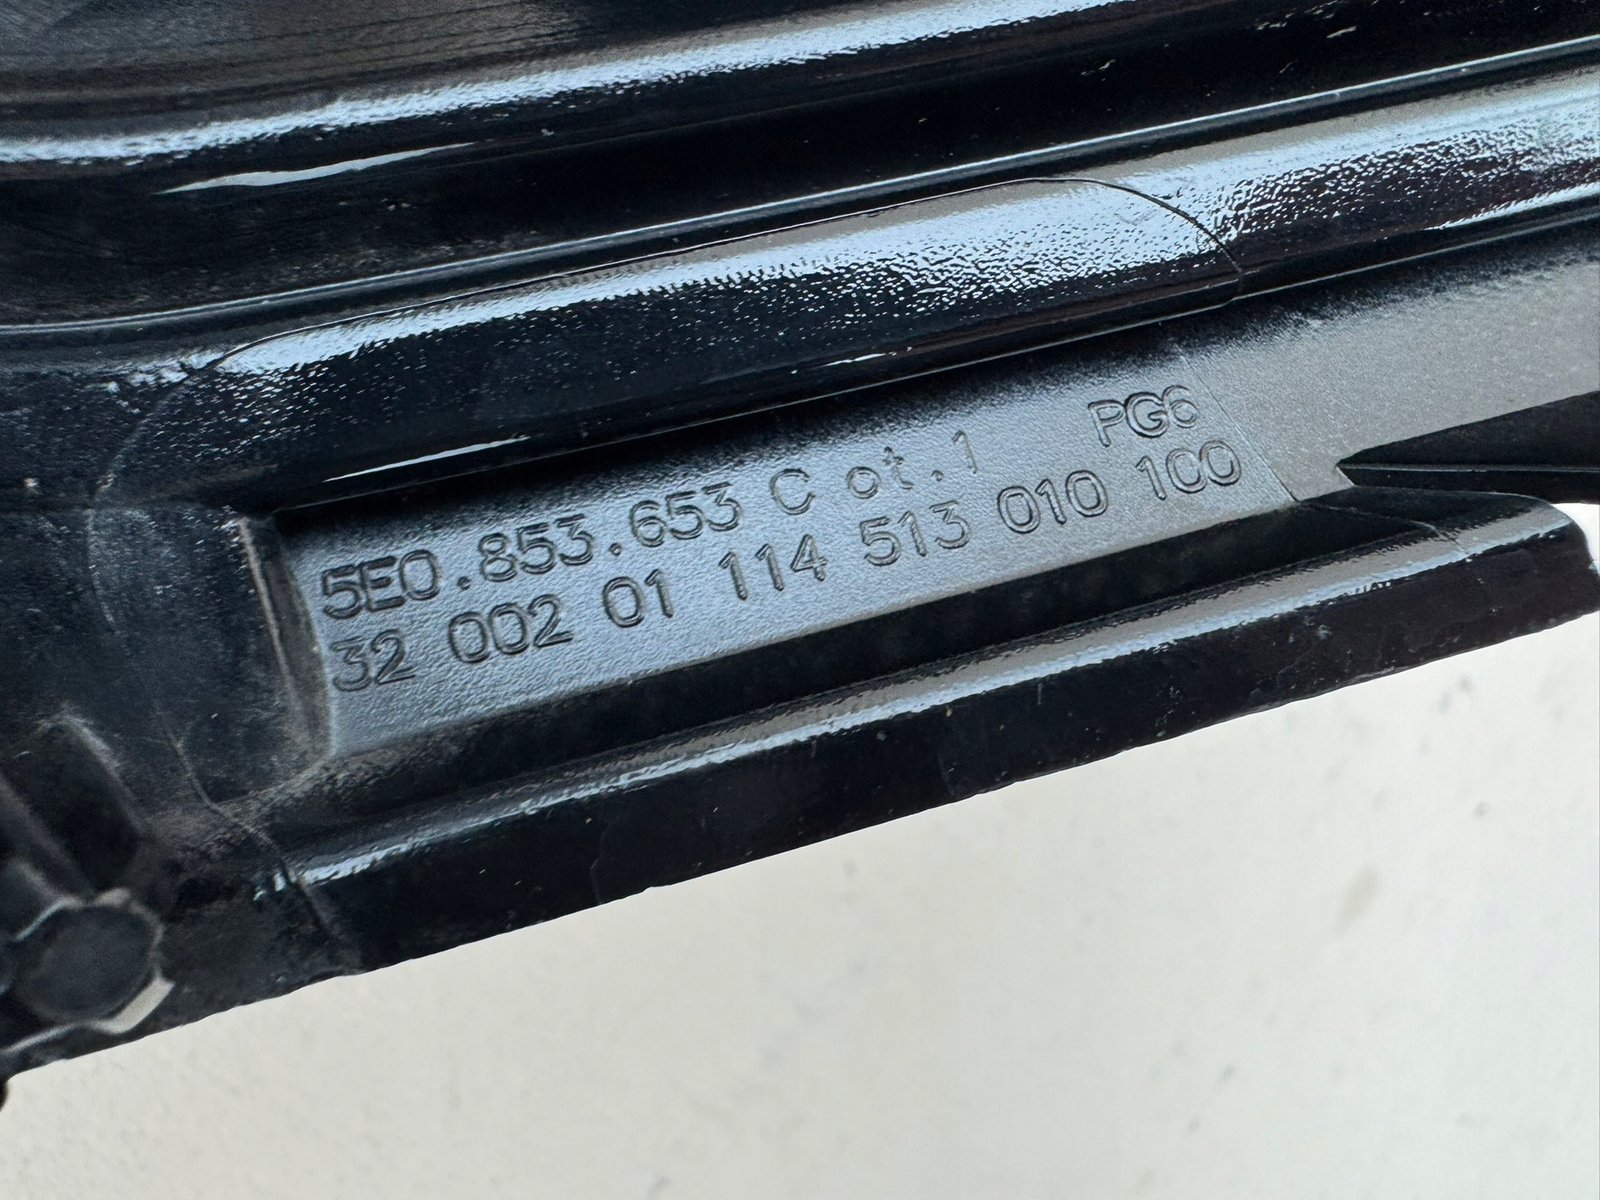 5E0.853.653 C ot.1 PG6
32 002 01 114 513 010 100